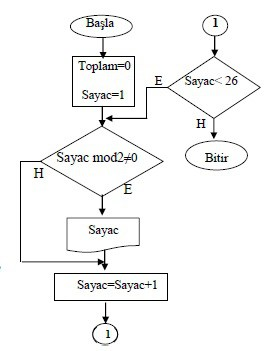 Başla
Toplam=0
Sayac=1
Sayac mod2≠0
H
E
Sayac
Sayac=Sayac+1
1
1
Sayac< 26
E
H
Bitir